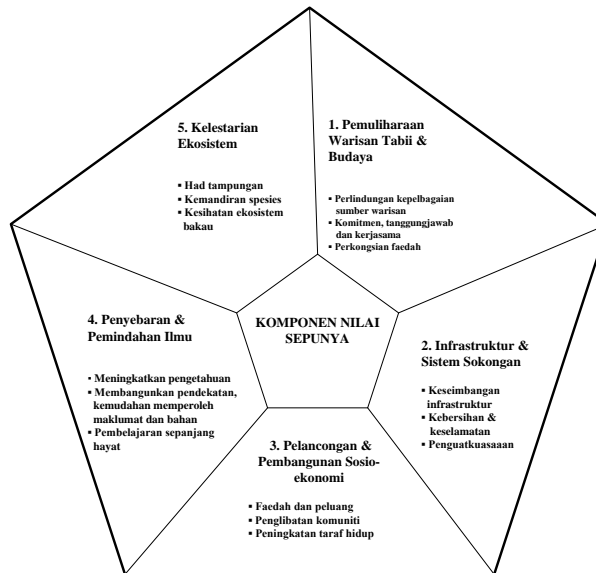 KOMPONEN NILAI
SEPUNYA
1. Pemuliharaan
Warisan Tabii &
Budaya
▪ Perlindungan kepelbagaian
sumber warisan
▪ Komitmen, tanggungjawab
dan kerjasama
▪ Perkongsian faedah
2. Infrastruktur &
Sistem Sokongan
▪ Keseimbangan
infrastruktur
▪ Kebersihan &
keselamatan
▪ Penguatkuasaaan
3. Pelancongan &
Pembangunan Sosio-
ekonomi
▪ Faedah dan peluang
▪ Penglibatan komuniti
▪ Peningkatan taraf hidup
4. Penyebaran &
Pemindahan Ilmu
▪ Meningkatkan pengetahuan
▪ Membangunkan pendekatan,
kemudahan memperoleh
maklumat dan bahan
▪ Pembelajaran sepanjang
hayat
5. Kelestarian
Ekosistem
▪ Had tampungan
▪ Kemandiran spesies
▪ Kesihatan ekosistem
bakau